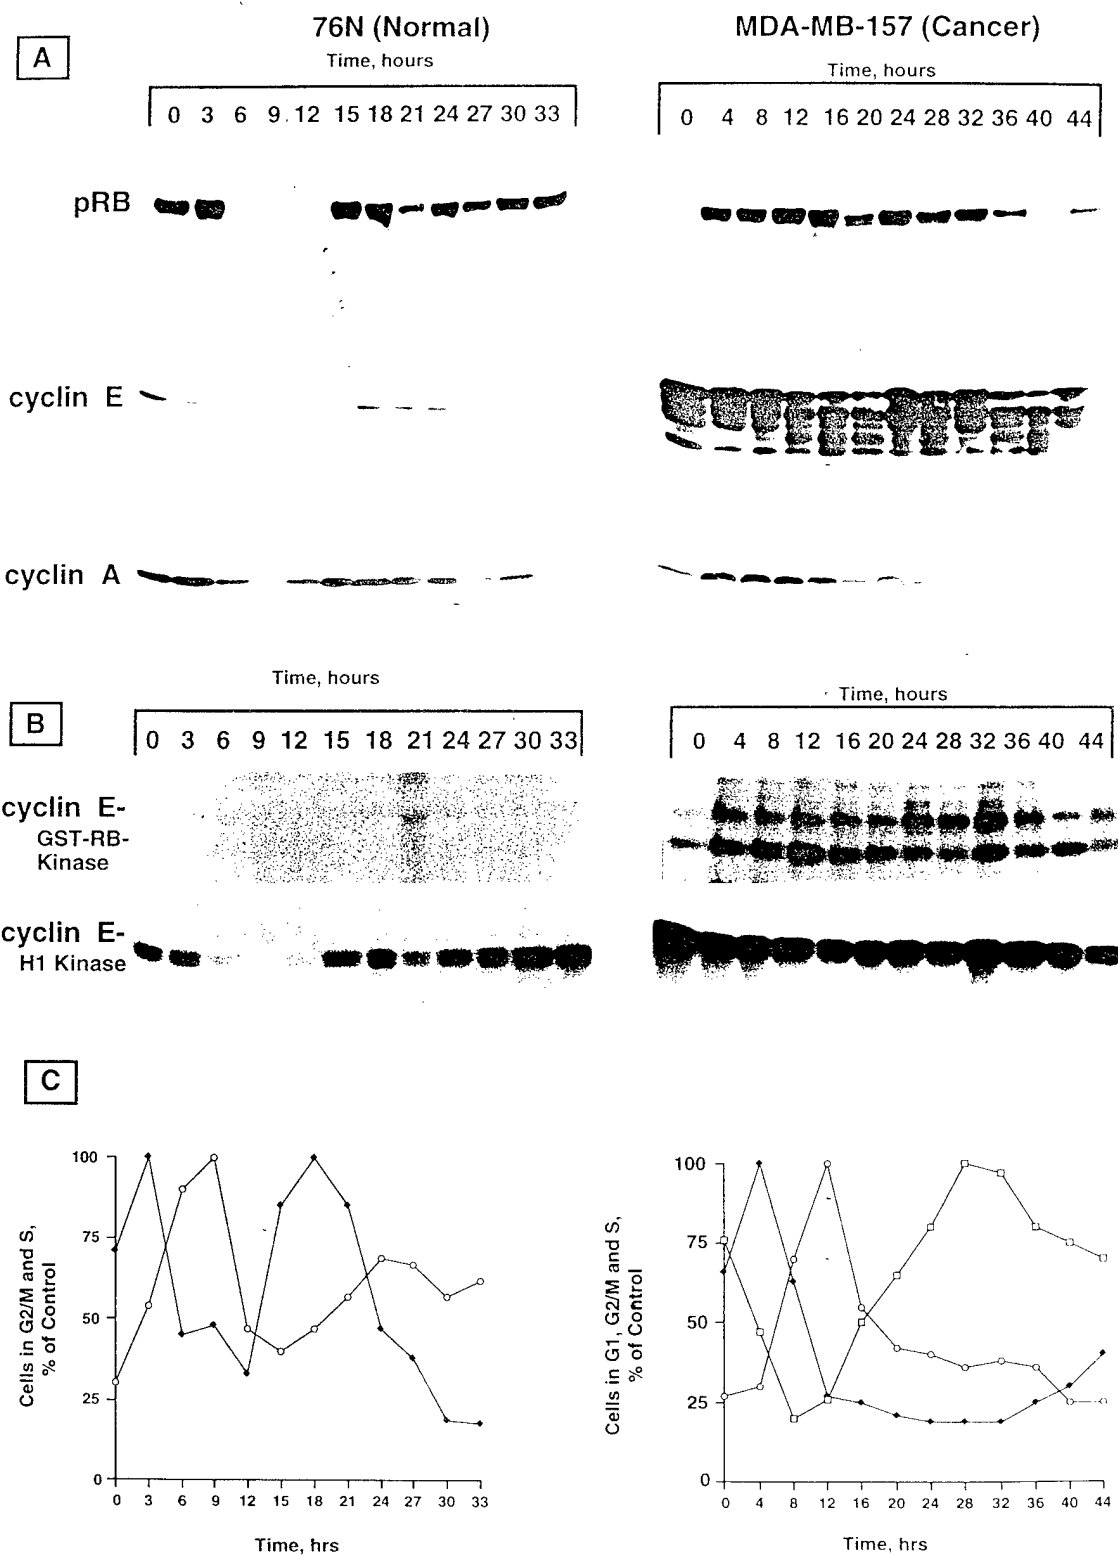 76N (Normal)
MDA-MB-157 (Cancer)
A
Time, hours
Time, hours
0 3 6 9 12 15 18 21 24 27 30 33
0 4 8 12 16 20 24 28 32 36 40 44
pRB
cyclin E
cyclin A
Time, hours
Time, hours
B
0 3 6 9 12 15 18 21 24 27 30 33
0 4 8 12 16 20 24 28 32 36 40 44
cyclin E-
GST-RB-
Kinase
cyclin E-
H1 Kinase
C
Cells in G2/M and S,
% of Control
100
75
50
25
0
0 3 6 9 12 15 18 21 24 27 30 33
Time, hrs
Cells in G1, G2/M and S,
% of Control
100
75
50
25
0
0 4 8 12 16 20 24 28 32 36 40 44
Time, hrs